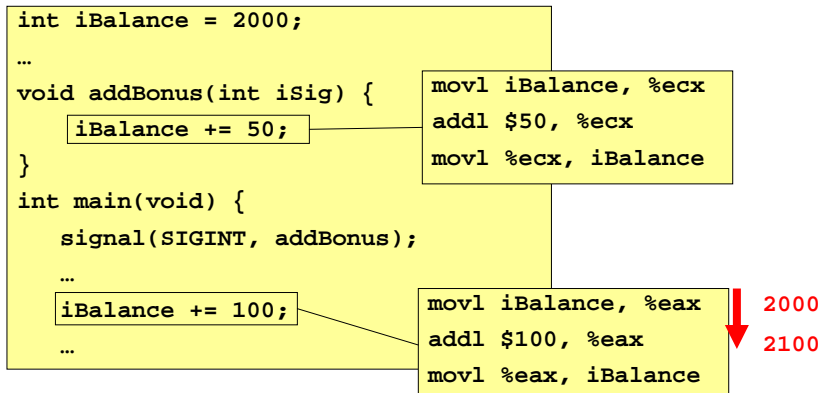 int iBalance = 2000;
…
void addBonus(int iSig) {
iBalance += 50;
}
int main(void) {
signal(SIGINT, addBonus);
…
iBalance += 100;
…
movl iBalance, %ecx
addl $50, %ecx
movl %ecx, iBalance
movl iBalance, %eax
addl $100, %eax
movl %eax, iBalance
2000
2100